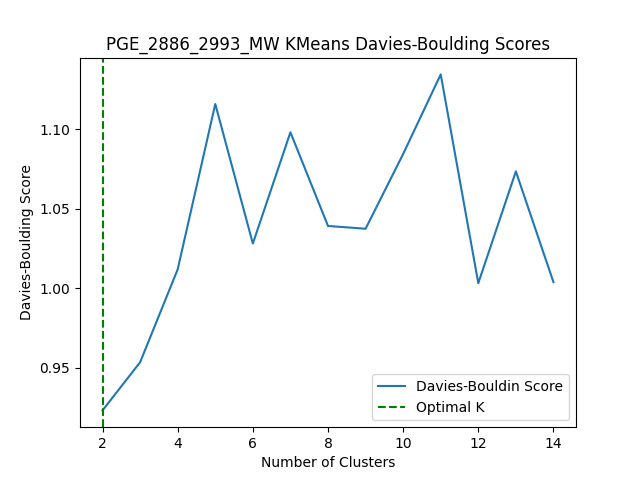 PGE_2886_2993_MW KMeans Davies-Boulding Scores
Davies-Boulding Score
1.10
1.05
1.00
0.95
Davies-Bouldin Score
Optimal K
2 4 6 8 10 12 14
Number of Clusters